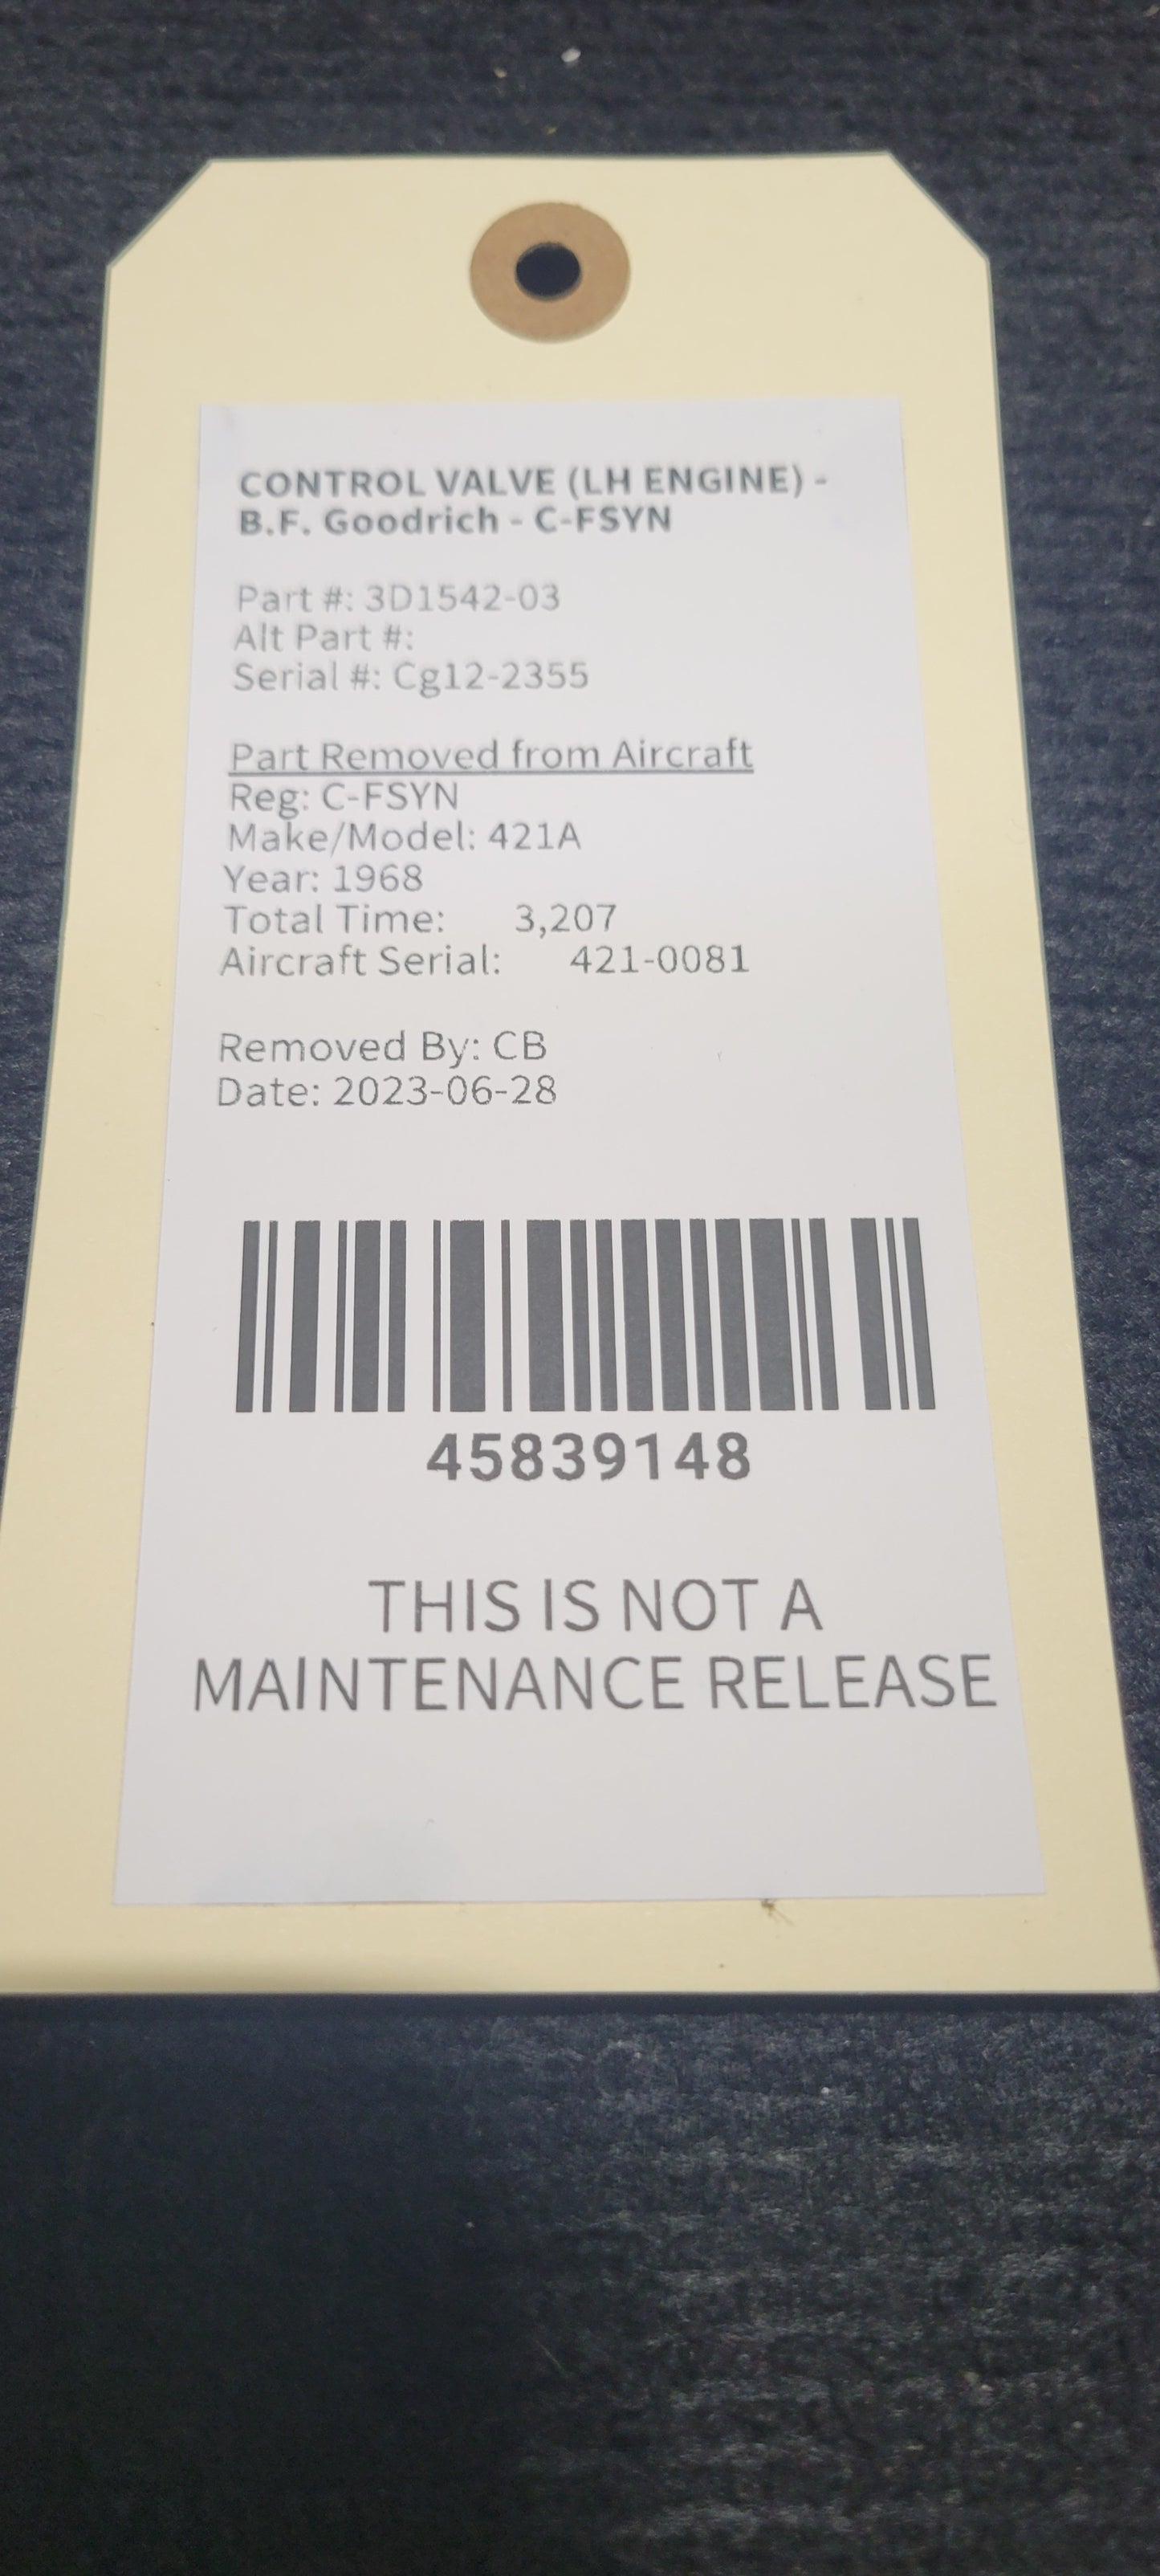 CONTROL VALVE (LH ENGINE) -
B.F. Goodrich - C-FSYN
Part #: 3D1542-03
Alt Part #:
Serial #: Cg12-2355
Part Removed from Aircraft
Reg: C-FSYN
Make/Model: 421A
Year: 1968
Total Time: 3,207
Aircraft Serial: 421-0081
Removed By: CB
Date: 2023-06-28
45839148
THIS IS NOT A
MAINTENANCE RELEASE